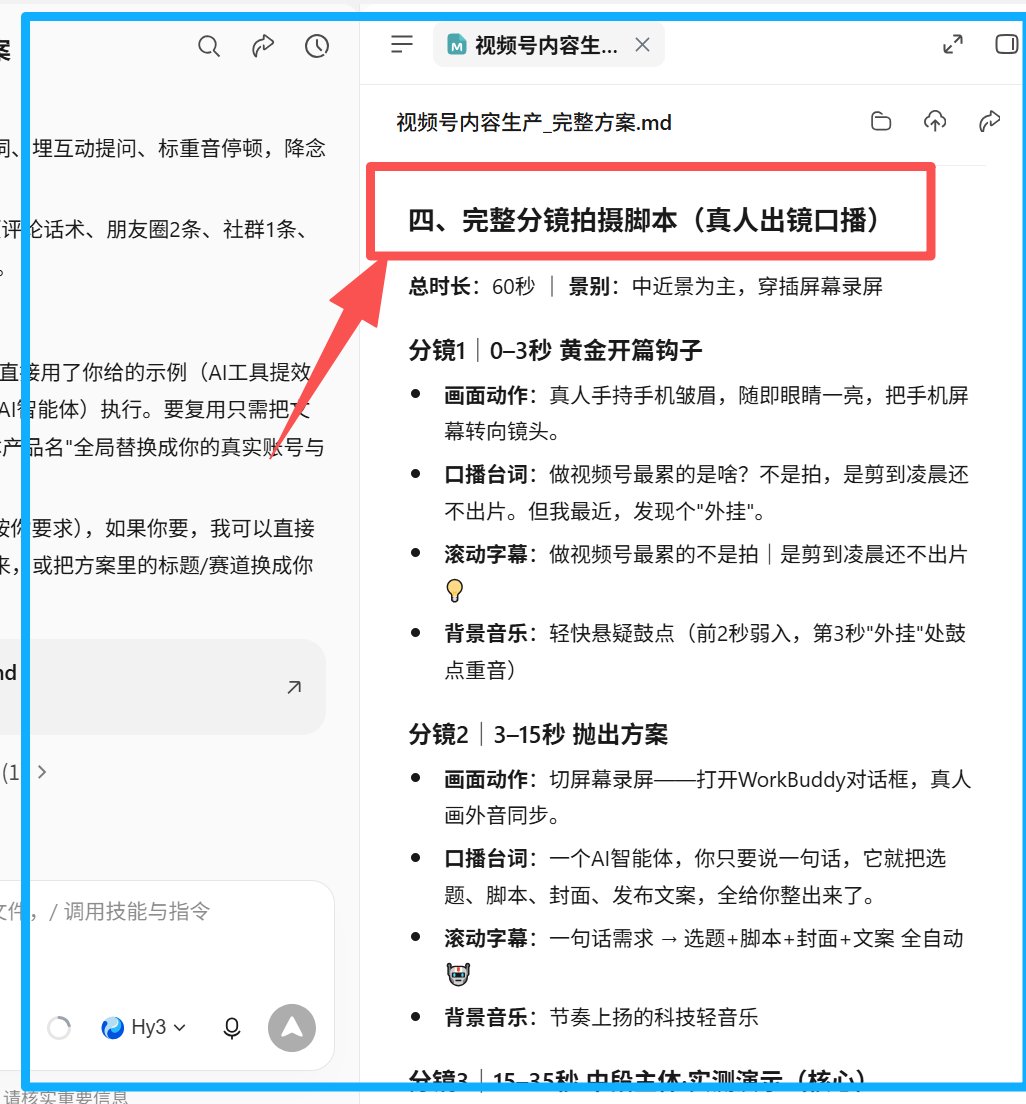 案
视频号内容生...
视频号内容生产_完整方案.md
词、埋互动提问、标重音停顿，降念
评论话术、朋友圈2条、社群1条、
。
直接用了你给的示例（AI工具提效
AI智能体）执行。要复用只需把文
产品名"全局替换成你的真实账号与
按你要求），如果你要，我可以直接
来，或把方案里的标题/赛道换成你
md
(1
文件，/ 调用技能与指令
Hy3
请核实重要信息
四、完整分镜拍摄脚本（真人出镜口播）
总时长：60秒 ｜ 景别：中近景为主，穿插屏幕录屏
分镜1｜0–3秒 黄金开篇钩子
• 画面动作：真人手持手机皱眉，随即眼睛一亮，把手机屏
幕转向镜头。
• 口播台词：做视频号最累的是啥？不是拍，是剪到凌晨还
不出片。但我最近，发现个"外挂"。
• 滚动字幕：做视频号最累的不是拍｜是剪到凌晨还不出片
💡
• 背景音乐：轻快悬疑鼓点（前2秒弱入，第3秒"外挂"处鼓
点重音）
分镜2｜3–15秒 抛出方案
• 画面动作：切屏幕录屏——打开WorkBuddy对话框，真人
画外音同步。
• 口播台词：一个AI智能体，你只要说一句话，它就把选
题、脚本、封面、发布文案，全给你整出来了。
• 滚动字幕：一句话需求 → 选题+脚本+封面+文案 全自动
🤖
• 背景音乐：节奏上扬的科技轻音乐
分镜3｜15–35秒 中段主体·实测演示（核心）